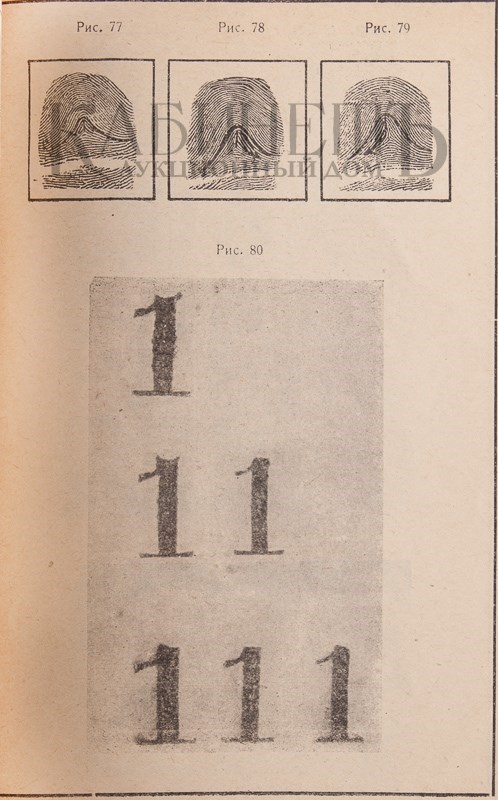 Рис. 77 Рис. 78 Рис. 79
КАБИНЕТЪ
АУКЦИОННЫЙ ДОМ
Рис. 80
1
1 1
1 1 1